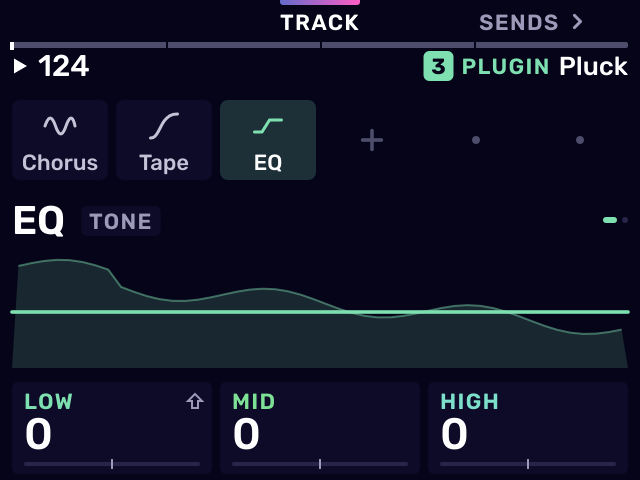 TRACK SENDS
124 3 PLUGIN Pluck
Chorus Tape EQ
EQ TONE
LOW MID HIGH
0 0 0